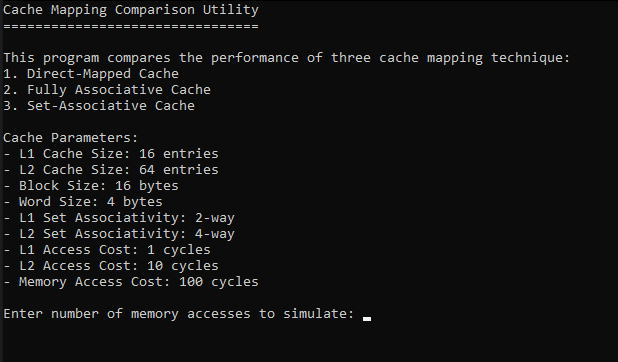 Cache Mapping Comparison Utility
================================
This program compares the performance of three cache mapping technique:
1. Direct-Mapped Cache
2. Fully Associative Cache
3. Set-Associative Cache
Cache Parameters:
- L1 Cache Size: 16 entries
- L2 Cache Size: 64 entries
- Block Size: 16 bytes
- Word Size: 4 bytes
- L1 Set Associativity: 2-way
- L2 Set Associativity: 4-way
- L1 Access Cost: 1 cycles
- L2 Access Cost: 10 cycles
- Memory Access Cost: 100 cycles
Enter number of memory accesses to simulate: